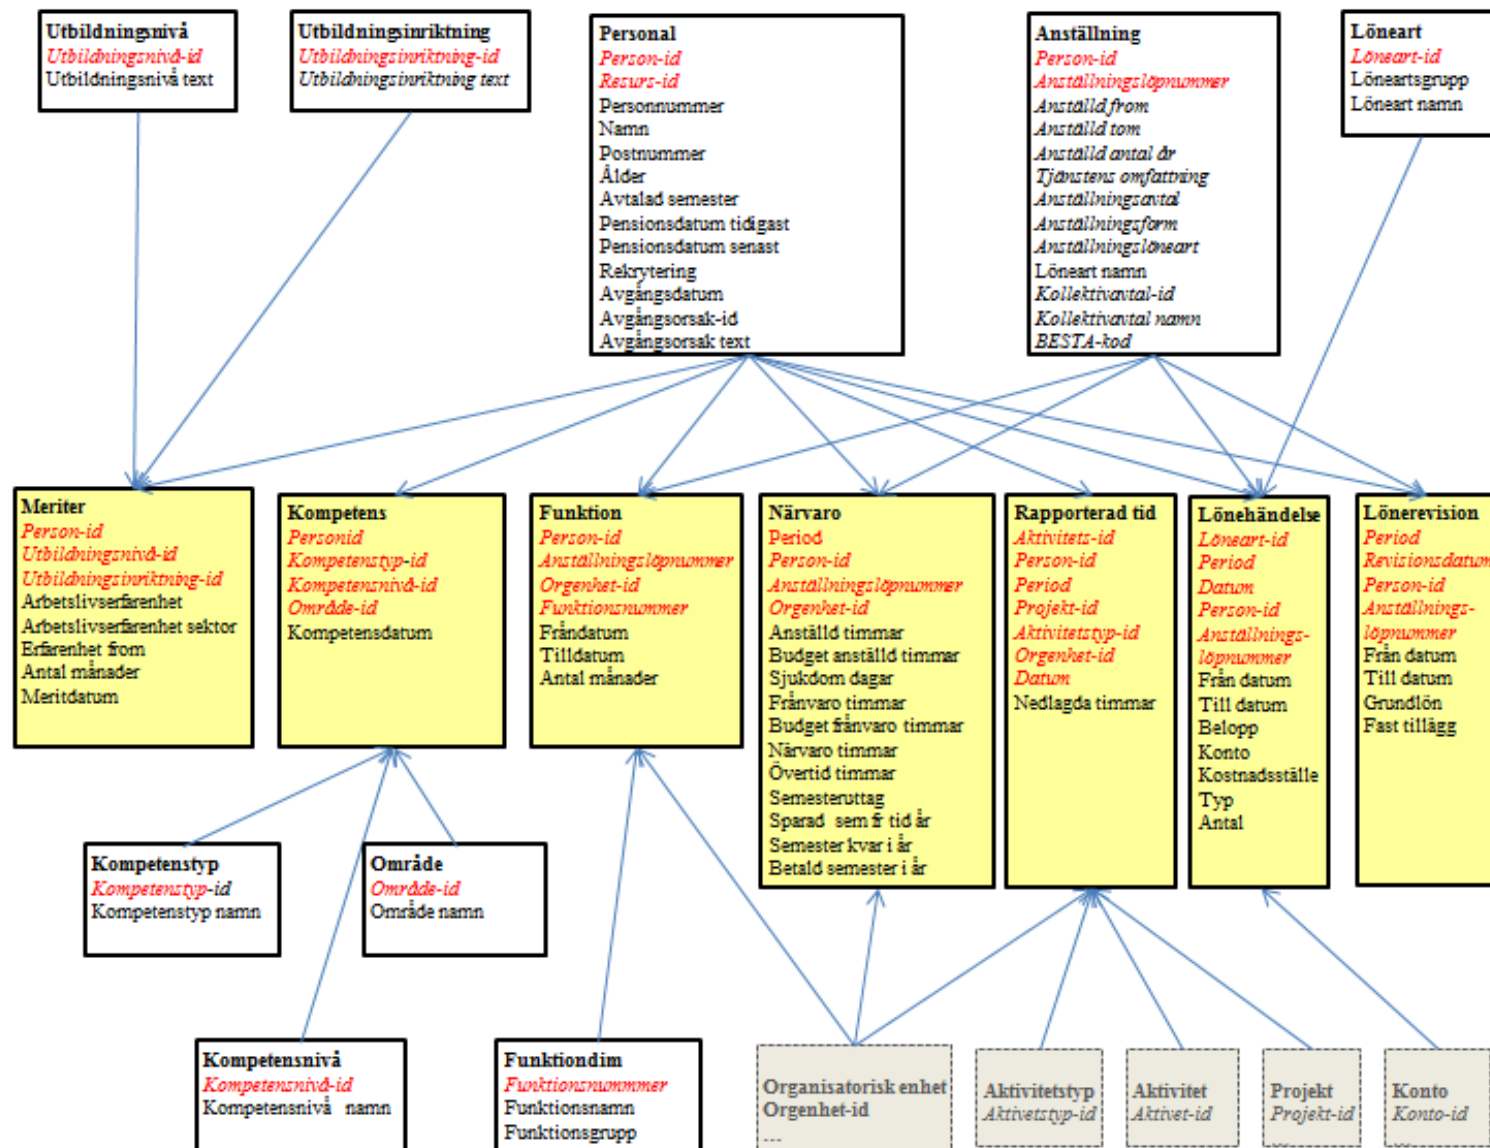 Utbildningsnivå
Utbildningsnivå-id
Utbildningsnivå text
Utbildningsinriktning
Utbildningsinriktning-id
Utbildningsinriktning text
Personal
Person-id
Resurs-id
Personnummer
Namn
Postnummer
Ålder
Avtalad semester
Pensionsdatum tidigast
Pensionsdatum senast
Rekrytering
Avgångsdatum
Avgångsorsak-id
Avgångsorsak text
Anställning
Person-id
Anställningslöpnummer
Anställd from
Anställd tom
Anställd antal år
Tjänstens omfattning
Anställningsavtal
Anställningsform
Anställningslöneart
Löneart namn
Kollektivavtal-id
Kollektivavtal namn
BESTA-kod
Löneart
Löneart-id
Löneartsgrupp
Löneart namn
Meriter
Person-id
Utbildningsnivå-id
Utbildningsinriktning-id
Arbetslivserfarenhet
Arbetslivserfarenhet sektor
Erfarenhet from
Antal månader
Meritdatum
Kompetens
Personid
Kompetenstyp-id
Kompetensnivå-id
Område-id
Kompetensdatum
Funktion
Person-id
Anställningslöpnummer
Orgenhet-id
Funktionsnummer
Fråndatum
Tilldatum
Antal månader
Närvaro
Period
Person-id
Anställningslöpnummer
Orgenhet-id
Anställd timmar
Budget anställd timmar
Sjukdom dagar
Frånvaro timmar
Budget frånvaro timmar
Närvaro timmar
Övertid timmar
Semesteruttag
Sparad sem fr tid år
Semester kvar i år
Betald semester i år
Rapporterad tid
Aktivitets-id
Person-id
Period
Projekt-id
Aktivitetstyp-id
Orgenhet-id
Datum
Nedlagda timmar
Lönehändelse
Löneart-id
Period
Datum
Person-id
Anställnings-
löpnummer
Från datum
Till datum
Belopp
Konto
Kostnadsställe
Typ
Antal
Lönerevision
Period
Revisionsdatum
Person-id
Anställnings-
löpnummer
Från datum
Till datum
Grundlön
Fast tillägg
Kompetenstyp
Kompetenstyp-id
Kompetenstyp namn
Område
Område-id
Område namn
Kompetensnivå
Kompetensnivå-id
Kompetensnivå namn
Funktiondim
Funktionsnummmer
Funktionsnamn
Funktionsgrupp
Organisatorisk enhet
Orgenhet-id
...
Aktivitetstyp
Aktivetstyp-id
Aktivitet
Aktivet-id
Projekt
Projekt-id
...
Konto
Konto-id
...